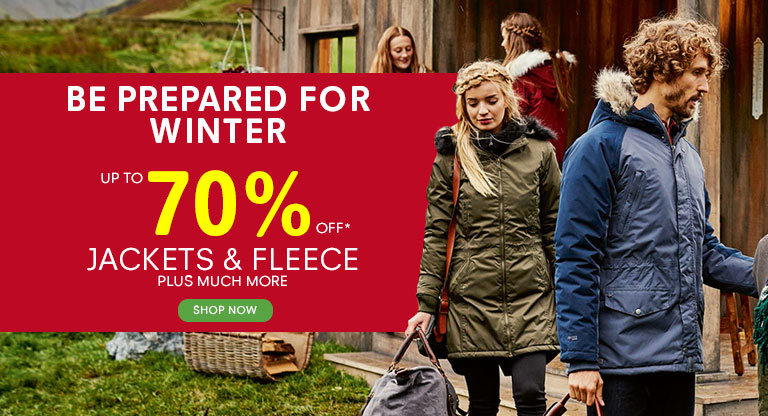 BE PREPARED FOR
WINTER
UP TO 70% OFF*
JACKETS & FLEECE
PLUS MUCH MORE
SHOP NOW